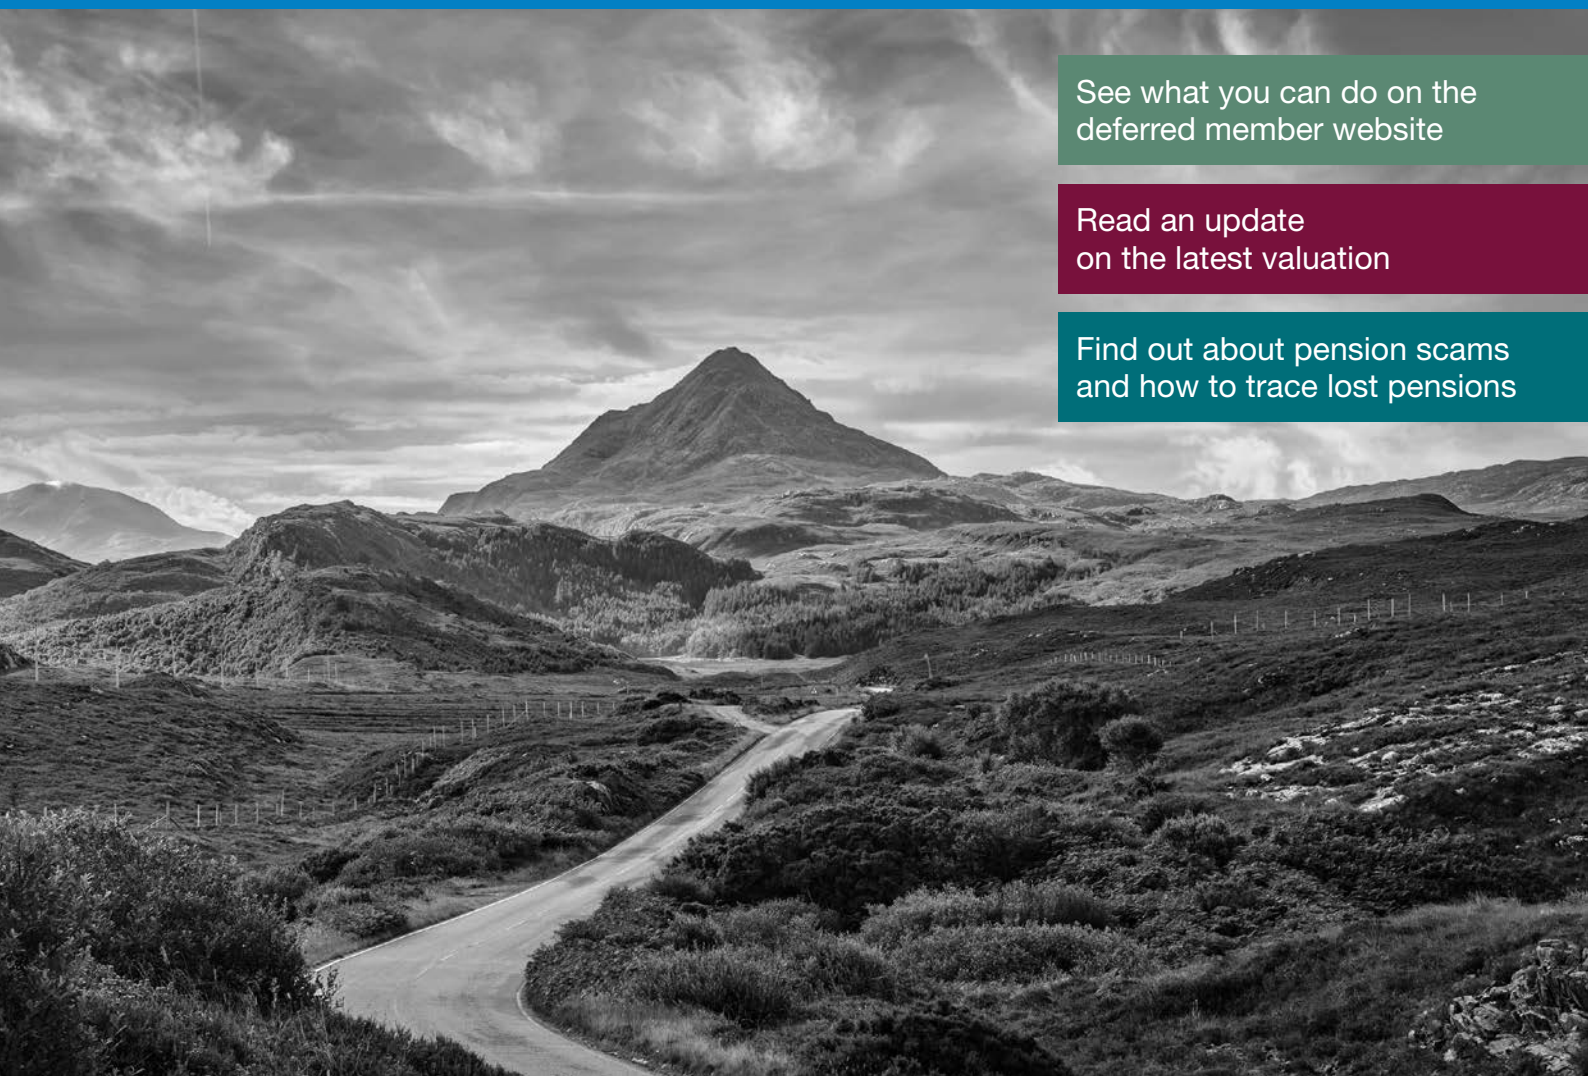 See what you can do on the
deferred member website
Read an update
on the latest valuation
Find out about pension scams
and how to trace lost pensions